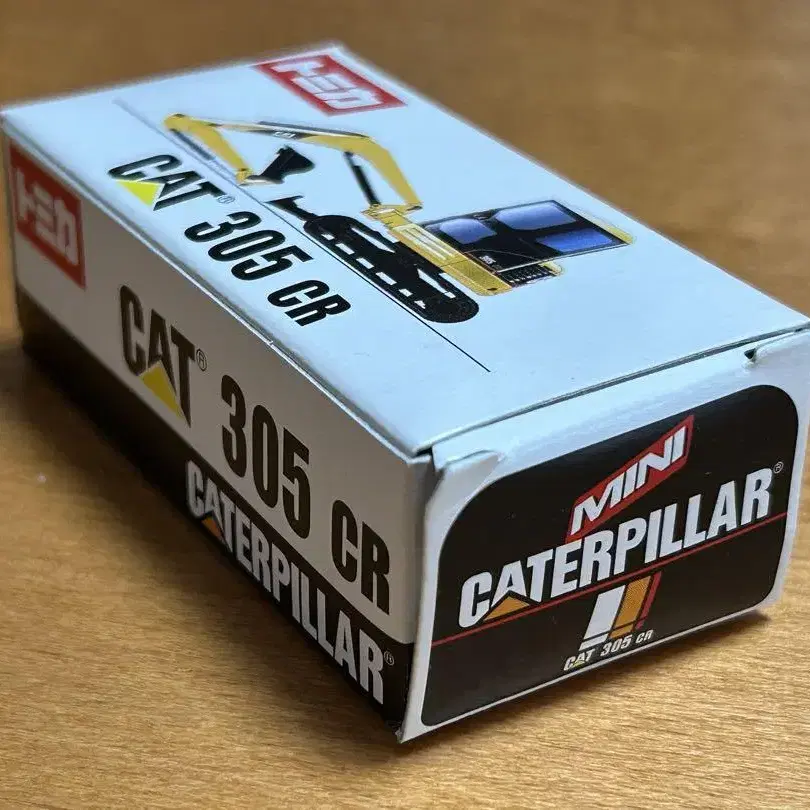 トミカ
CAT® 305 CR
トミカ
CAT® 305 CR
CATERPILLAR®
MINI
CATERPILLAR®
CAT 305 CR